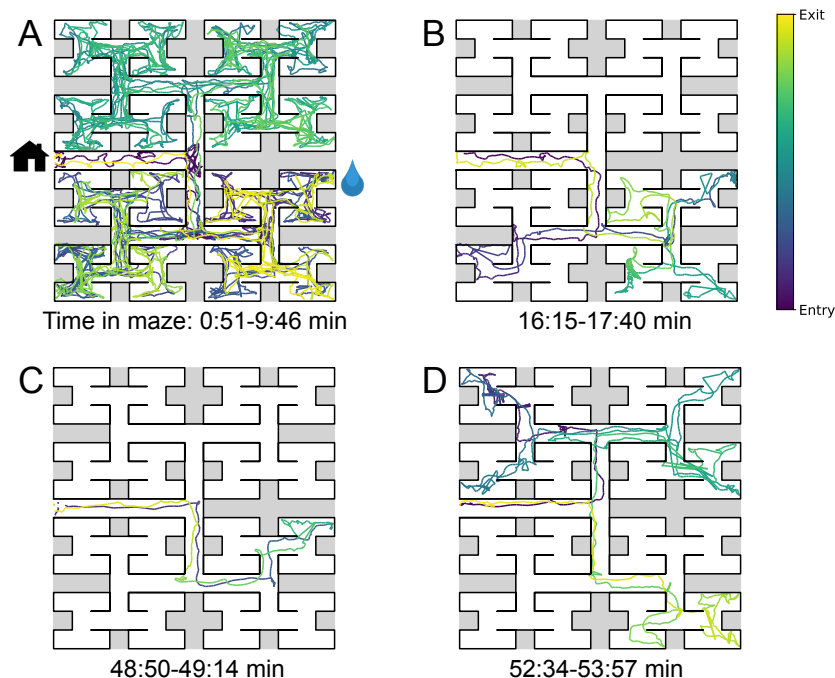 A
B
Exit
Entry
Time in maze: 0:51-9:46 min
16:15-17:40 min
C
D
48:50-49:14 min
52:34-53:57 min